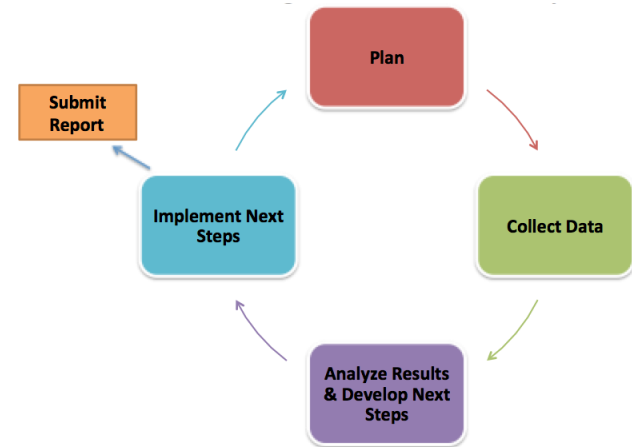 Plan
Submit
Report
Implement Next
Steps
Collect Data
Analyze Results
& Develop Next
Steps